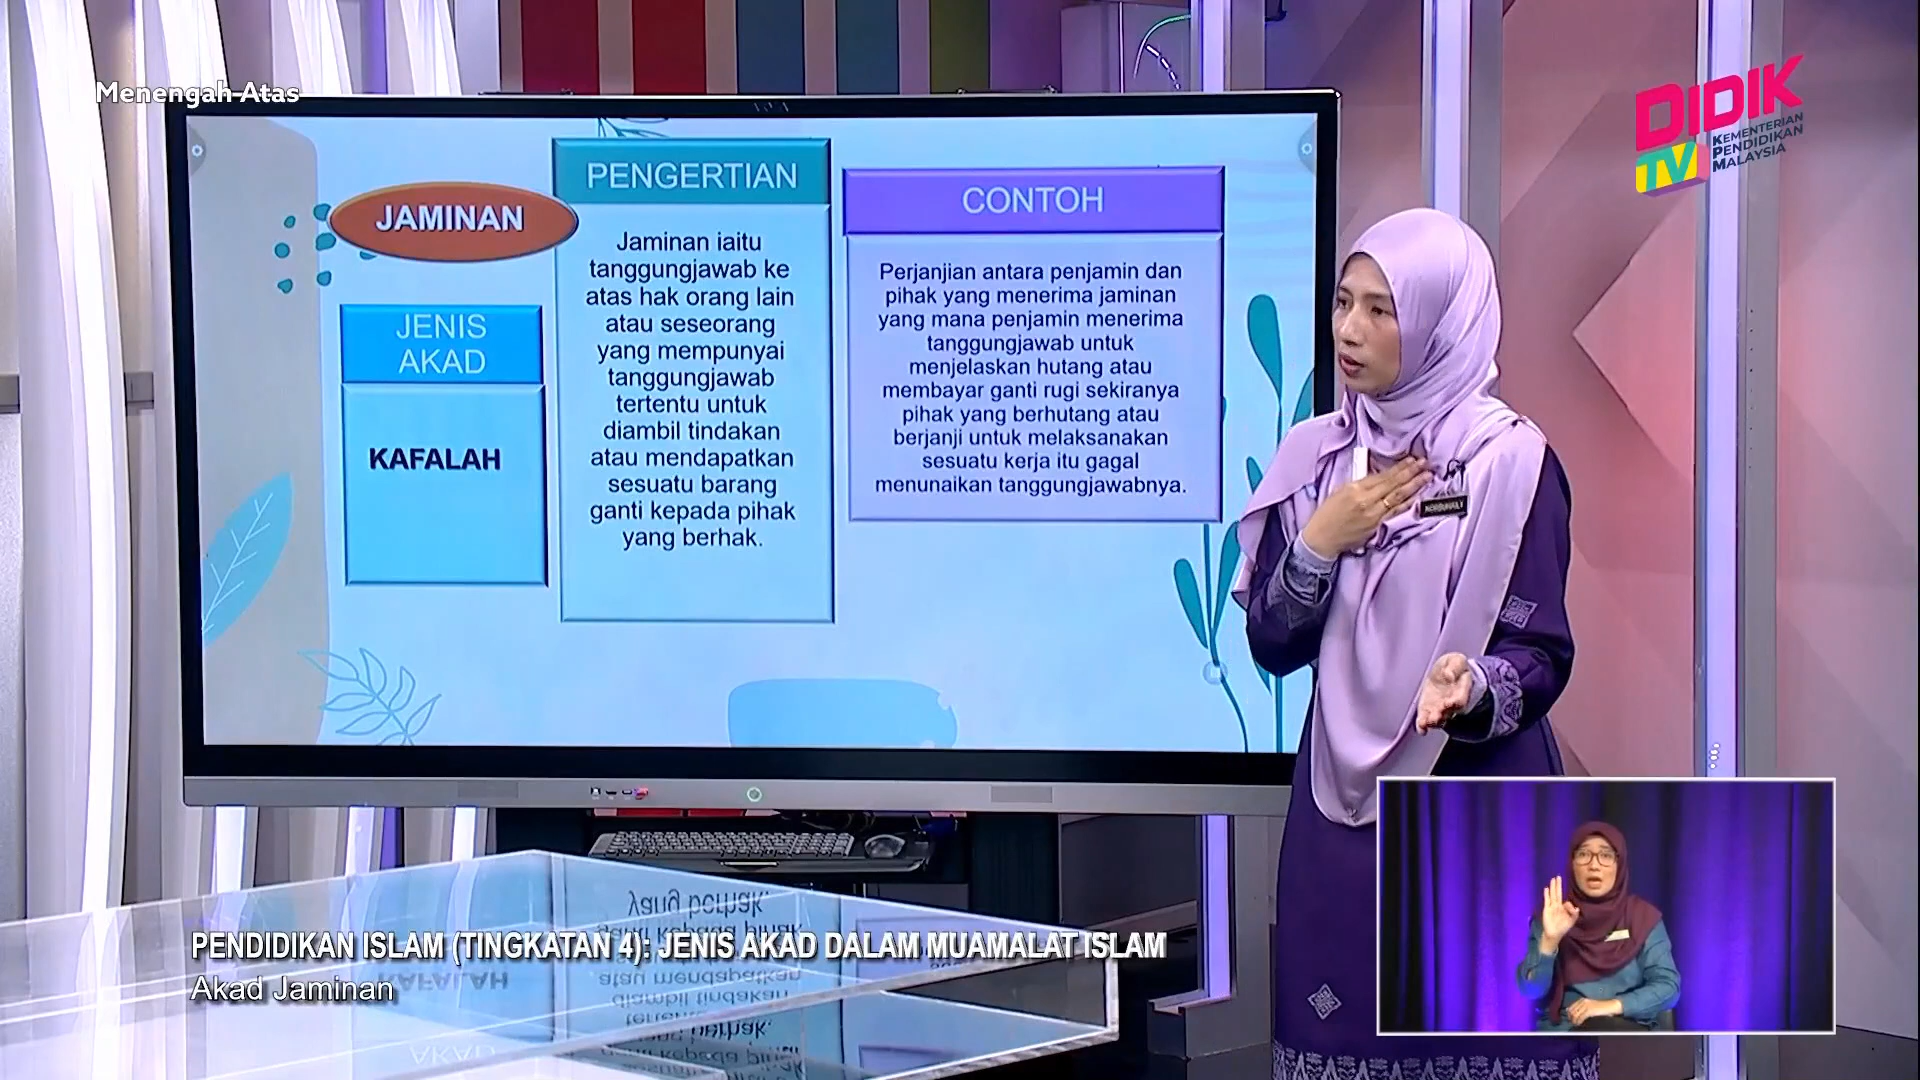 Menengah Atas
DIDIK
TV
KEMENTERIAN
PENDIDIKAN
MALAYSIA
JAMINAN
JENIS
AKAD
KAFALAH
PENGERTIAN
Jaminan iaitu
tanggungjawab ke
atas hak orang lain
atau seseorang
yang mempunyai
tanggungjawab
tertentu untuk
diambil tindakan
atau mendapatkan
sesuatu barang
ganti kepada pihak
yang berhak.
CONTOH
Perjanjian antara penjamin dan
pihak yang menerima jaminan
yang mana penjamin menerima
tanggungjawab untuk
menjelaskan hutang atau
membayar ganti rugi sekiranya
pihak yang berhutang atau
berjanji untuk melaksanakan
sesuatu kerja itu gagal
menunaikan tanggungjawabnya.
PENDIDIKAN ISLAM (TINGKATAN 4): JENIS AKAD DALAM MUAMALAT ISLAM
Akad Jaminan